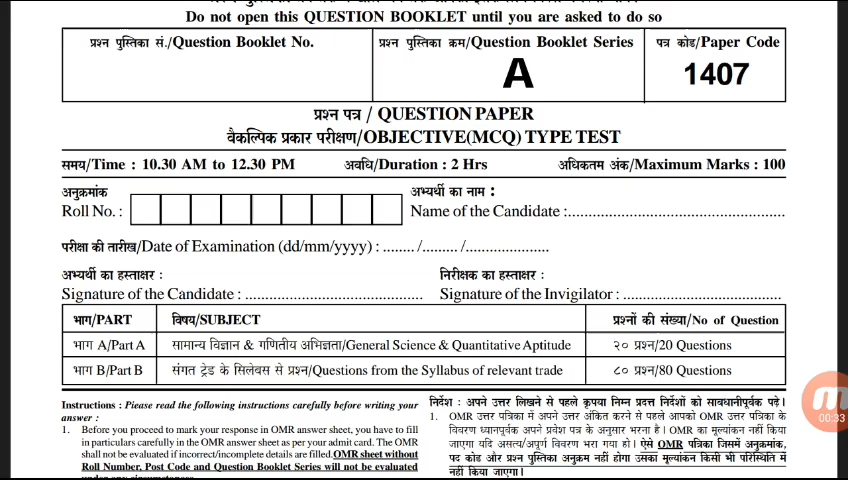 Do not open this QUESTION BOOKLET until you are asked to do so
प्रश्न पुस्तिका सं./Question Booklet No.
प्रश्न पुस्तिका क्रम/Question Booklet Series
A
पत्र कोड/Paper Code
1407
प्रश्न पत्र / QUESTION PAPER
वैकल्पिक प्रकार परीक्षण/OBJECTIVE(MCQ) TYPE TEST
समय/Time : 10.30 AM to 12.30 PM अवधि/Duration : 2 Hrs अधिकतम अंक/Maximum Marks : 100
अनुक्रमांक
Roll No. :
अभ्यर्थी का नाम :
Name of the Candidate :......................................................
परीक्षा की तारीख/Date of Examination (dd/mm/yyyy) : ......../........./.....................
अभ्यर्थी का हस्ताक्षर :
Signature of the Candidate : ............................................
निरीक्षक का हस्ताक्षर :
Signature of the Invigilator : .......................................
भाग/PART विषय/SUBJECT प्रश्नों की संख्या/No of Question
भाग A/Part A सामान्य विज्ञान & गणितीय अभिज्ञता/General Science & Quantitative Aptitude २० प्रश्न/20 Questions
भाग B/Part B संगत ट्रेड के सिलेवस से प्रश्न/Questions from the Syllabus of relevant trade ८० प्रश्न/80 Questions
Instructions : Please read the following instructions carefully before writing your
answer :
1. Before you proceed to mark your response in OMR answer sheet, you have to fill
in particulars carefully in the OMR answer sheet as per your admit card. The OMR
shall not be evaluated if incorrect/incomplete details are filled.OMR sheet without
Roll Number, Post Code and Question Booklet Series will not be evaluated
under any circumstances
निर्देश : अपने उत्तर लिखने से पहले कृपया निम्न प्रदत्त निर्देशों को सावधानीपूर्वक पढ़े।
1. OMR उत्तर पत्रिका में अपने उत्तर अंकित करने से पहले आपको OMR उत्तर पत्रिका के
विवरण ध्यानपूर्वक अपने प्रवेश पत्र के अनुसार भरना है। OMR का मूल्यांकन नहीं किया
जाएगा यदि असत्य/अपूर्ण विवरण भरा गया हो। ऐसे OMR पत्रिका जिसमें अनुक्रमांक,
पद कोड और प्रश्न पुस्तिका अनुक्रम नहीं होगा उसका मूल्यांकन किसी भी परिस्थिति में
नहीं किया जाएगा।
00:33